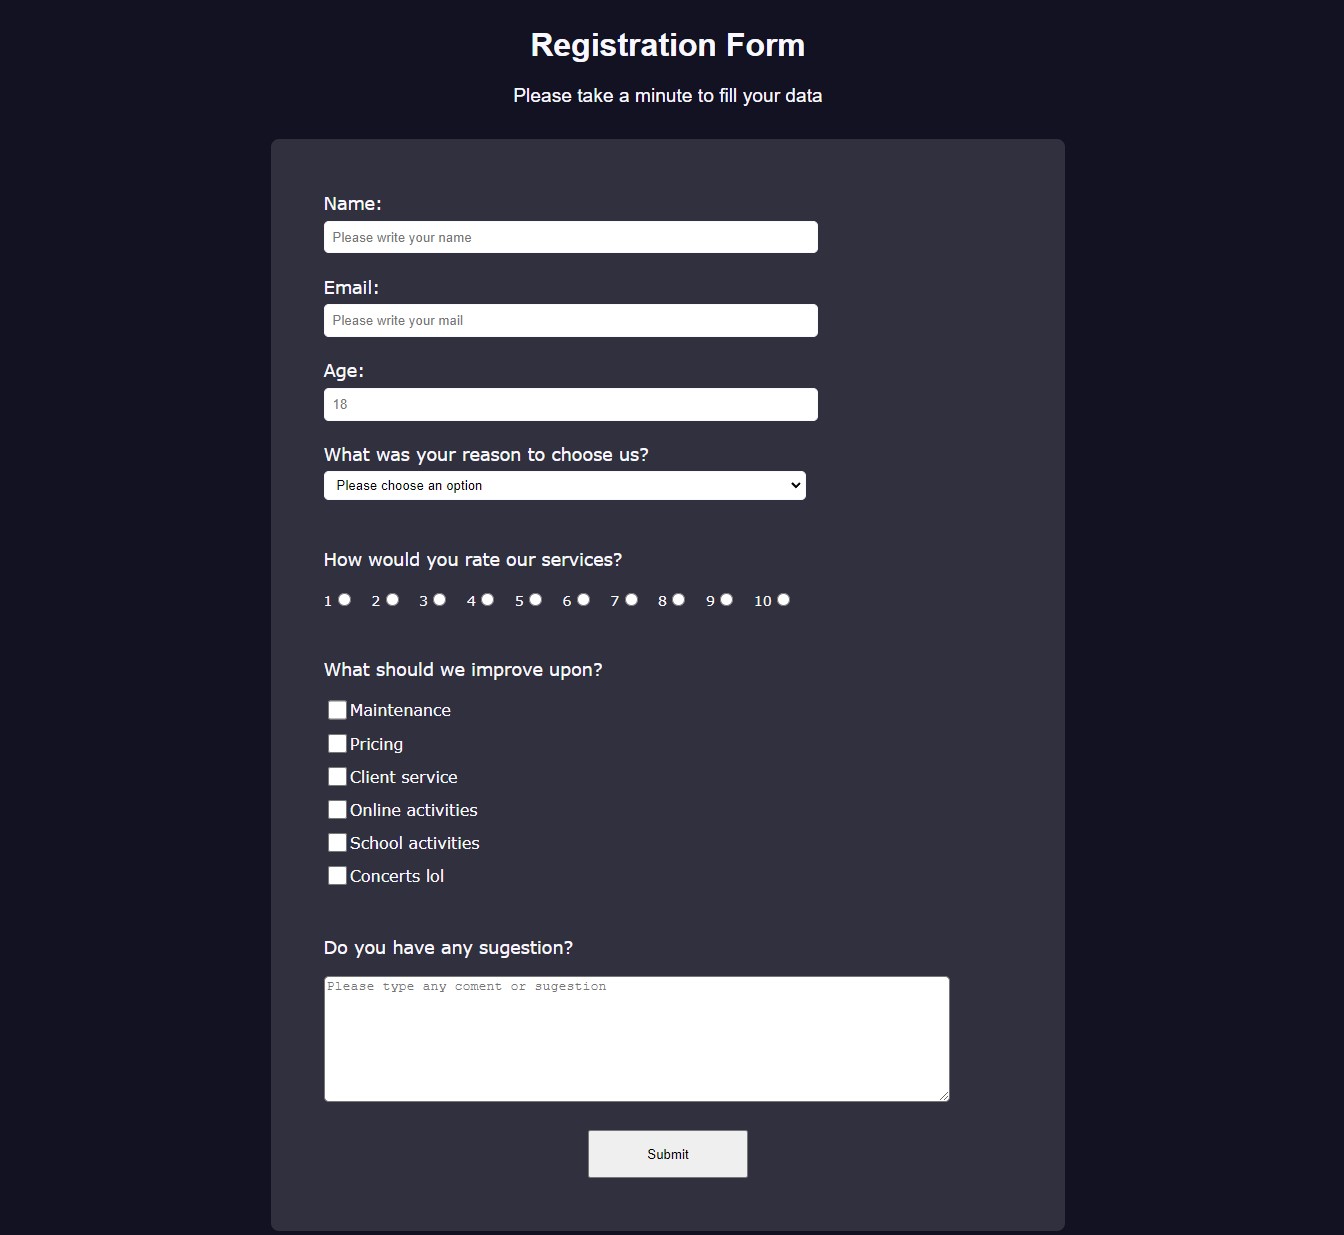 Registration Form
Please take a minute to fill your data
Name:
Please write your name
Email:
Please write your mail
Age:
18
What was your reason to choose us?
Please choose an option
How would you rate our services?
1 2 3 4 5 6 7 8 9 10
What should we improve upon?
Maintenance
Pricing
Client service
Online activities
School activities
Concerts lol
Do you have any sugestion?
Please type any coment or sugestion
Submit